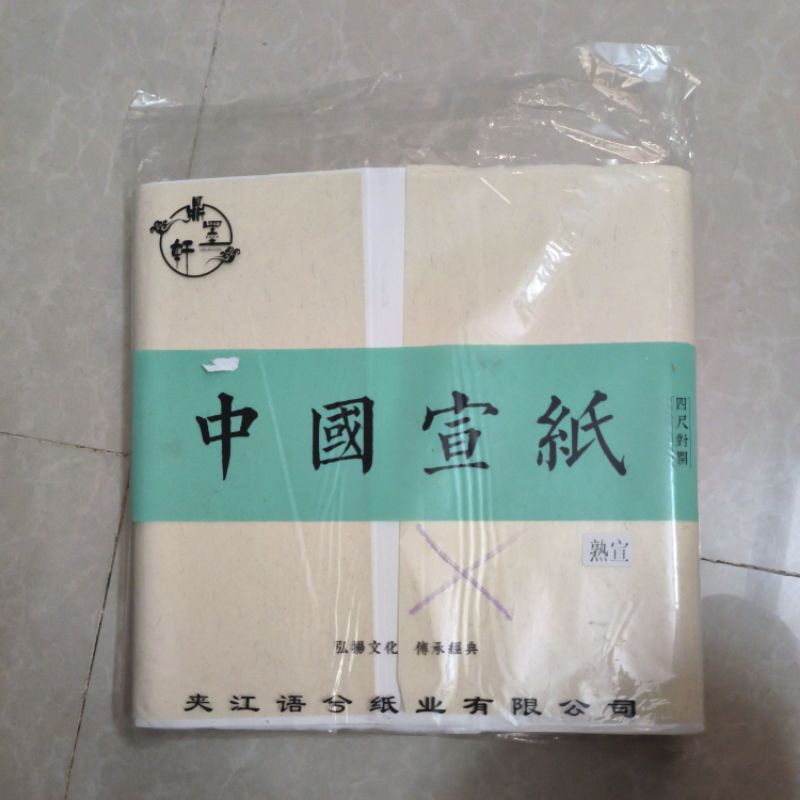 鼎墨轩
中國宣紙
四尺對開
熟宣
弘揚文化 傳承經典
夹江语兮纸业有限公司